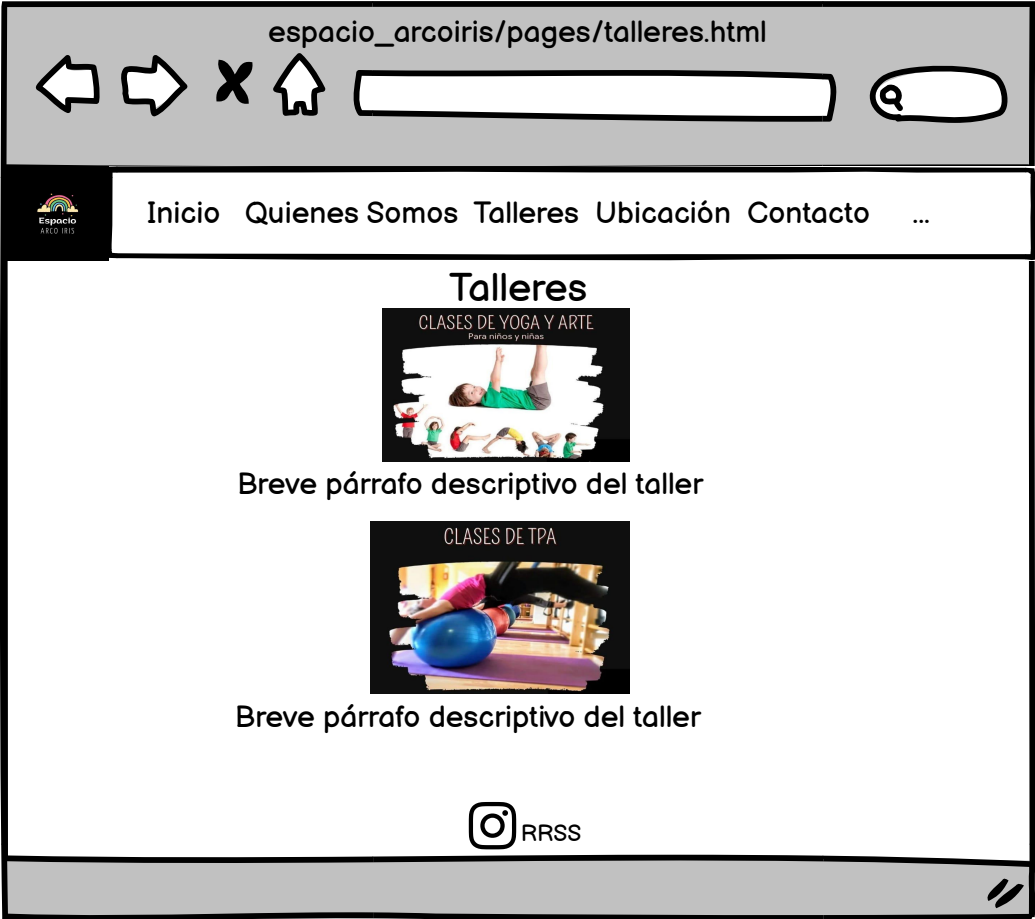 espacio_arcoiris/pages/talleres.html
Espacio
ARCO IRIS
Inicio Quienes Somos Talleres Ubicación Contacto ...
Talleres
CLASES DE YOGA Y ARTE
Para niños y niñas
Breve párrafo descriptivo del taller
CLASES DE TPA
Breve párrafo descriptivo del taller
RRSS